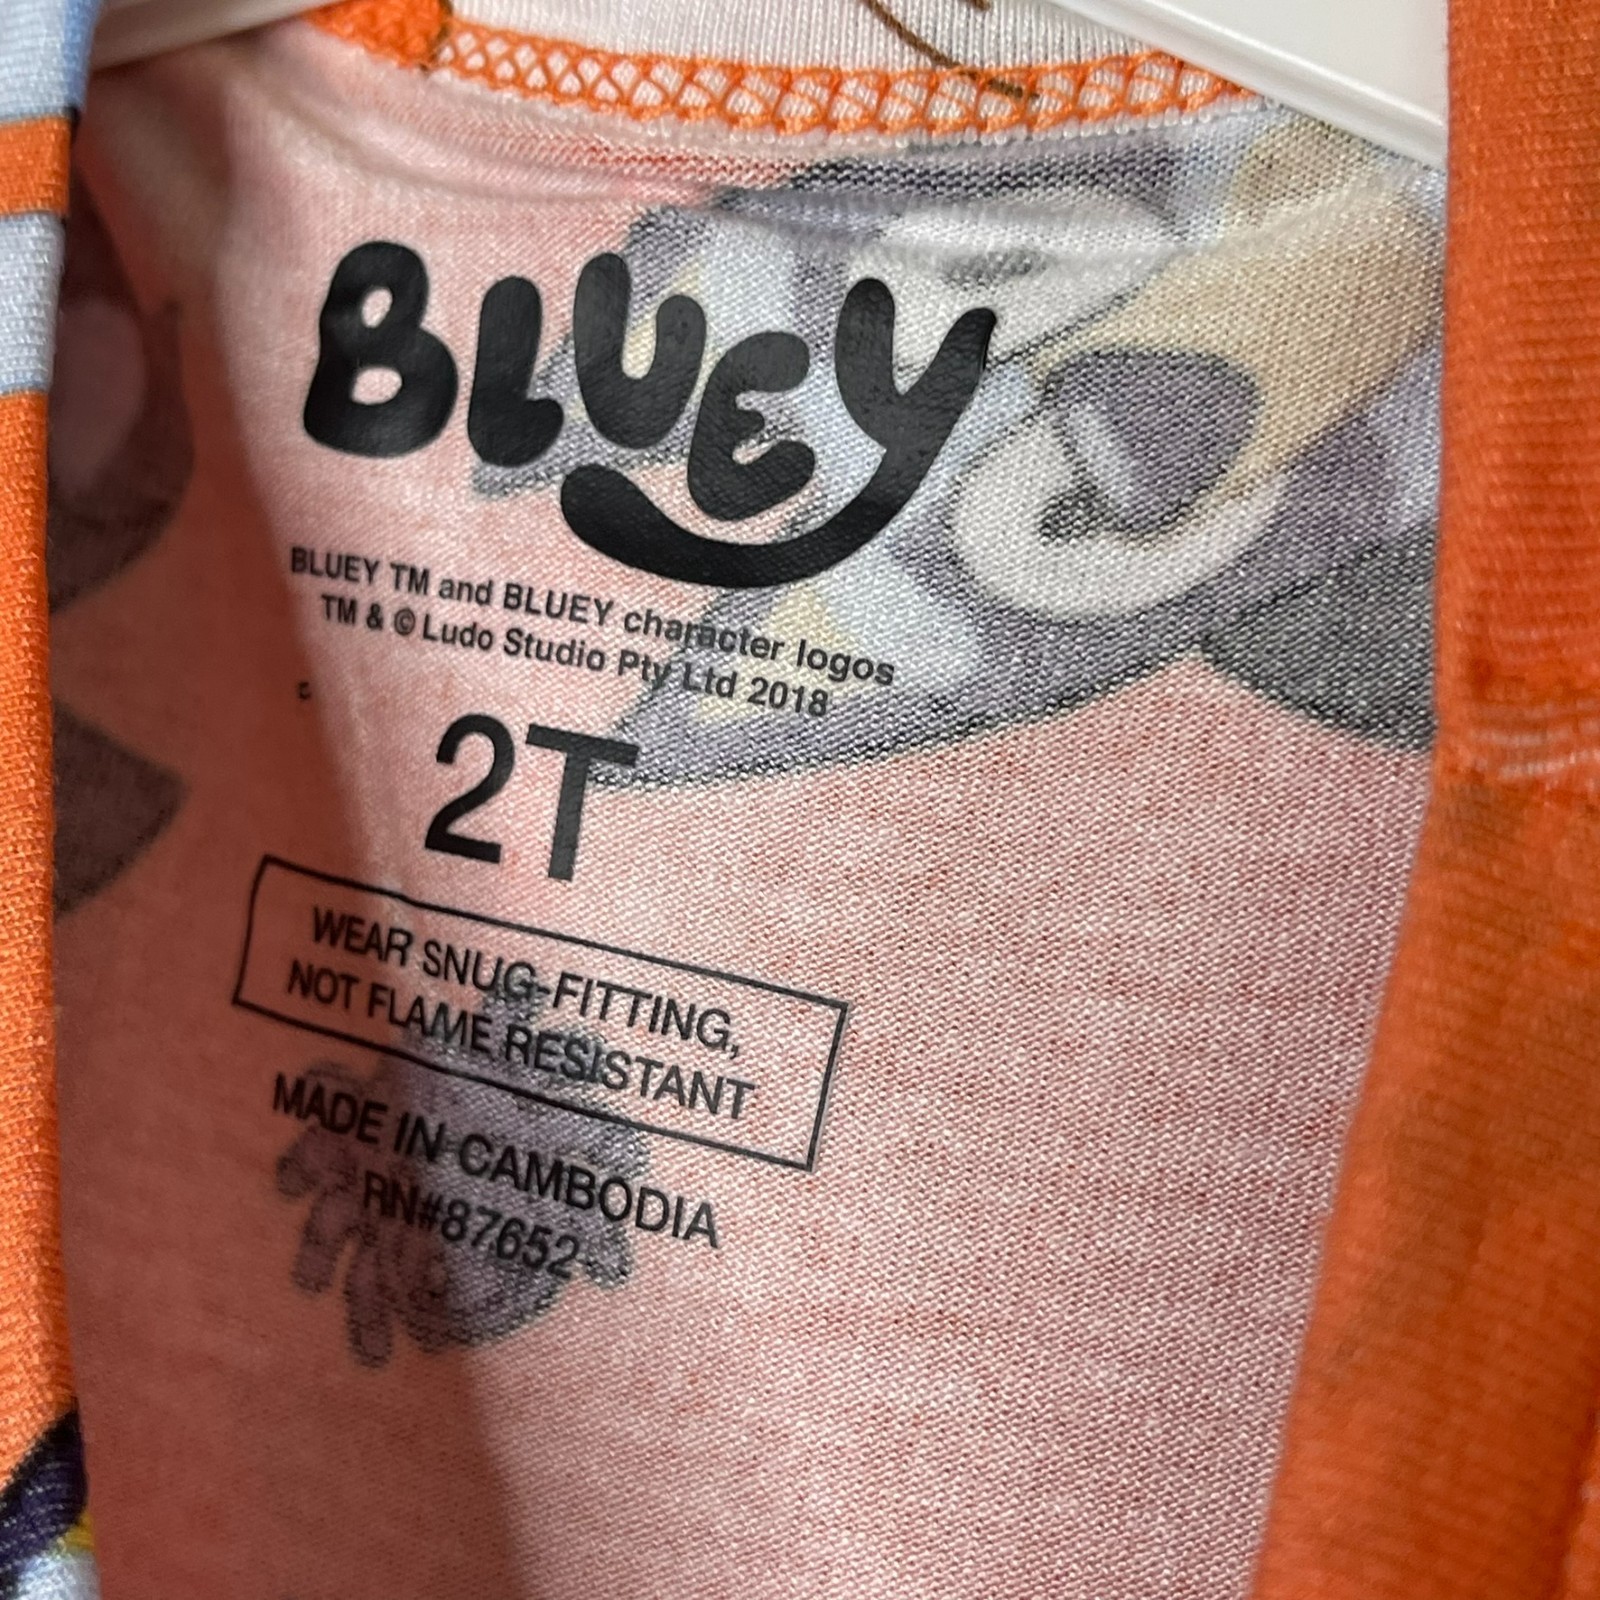 BLUEY
BLUEY TM and BLUEY character logos
TM & © Ludo Studio Pty Ltd 2018
2T
WEAR SNUG-FITTING,
NOT FLAME RESISTANT
MADE IN CAMBODIA
RN#87652